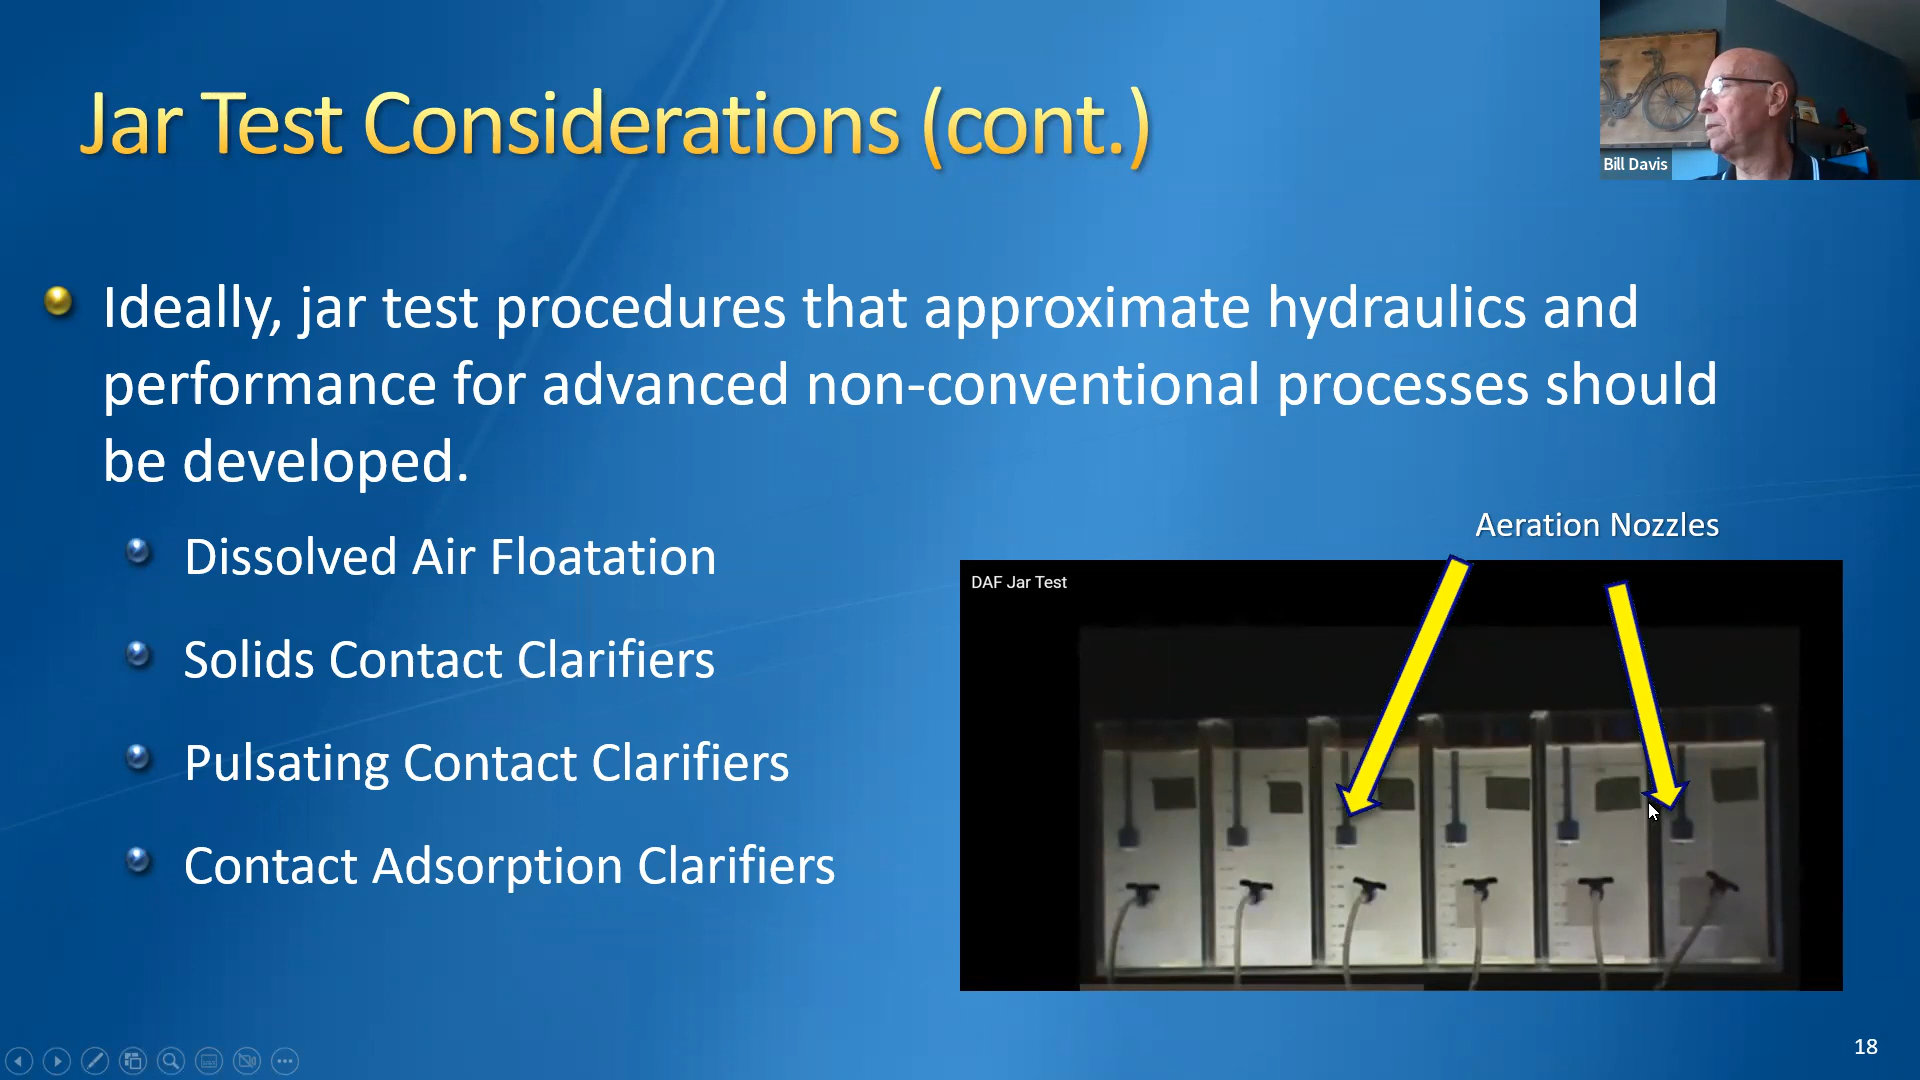 Jar Test Considerations (cont.)
Bill Davis
Ideally, jar test procedures that approximate hydraulics and
performance for advanced non-conventional processes should
be developed.
Dissolved Air Floatation
Solids Contact Clarifiers
Pulsating Contact Clarifiers
Contact Adsorption Clarifiers
Aeration Nozzles
DAF Jar Test
18